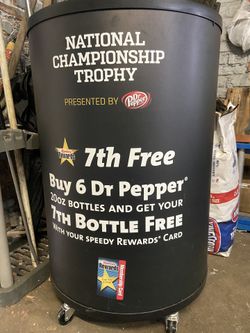 NATIONAL
CHAMPIONSHIP
TROPHY
PRESENTED BY Dr Pepper
7th Free
Buy 6 Dr Pepper®
20OZ BOTTLES AND GET YOUR
7TH BOTTLE FREE
WITH YOUR SPEEDY REWARDS® CARD
Rewards